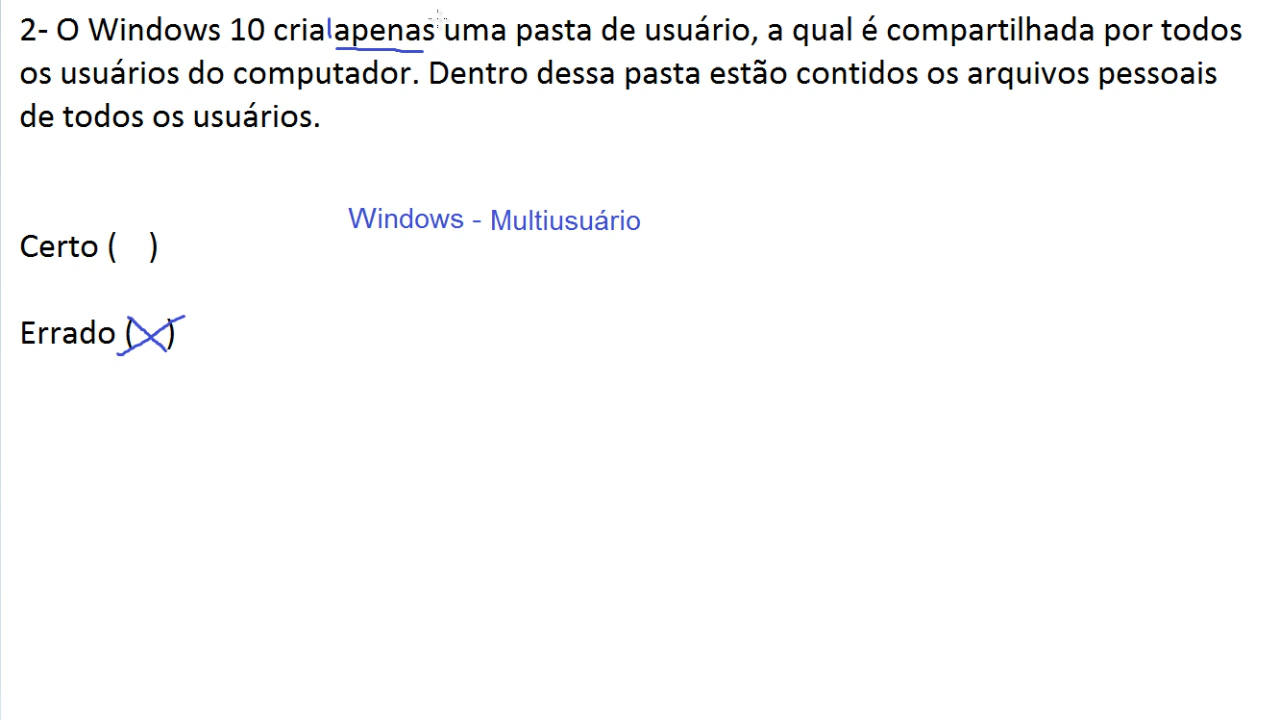 2- O Windows 10 cria apenas uma pasta de usuário, a qual é compartilhada por todos
os usuários do computador. Dentro dessa pasta estão contidos os arquivos pessoais
de todos os usuários.
Windows - Multiusuário
Certo ( )
Errado (X)